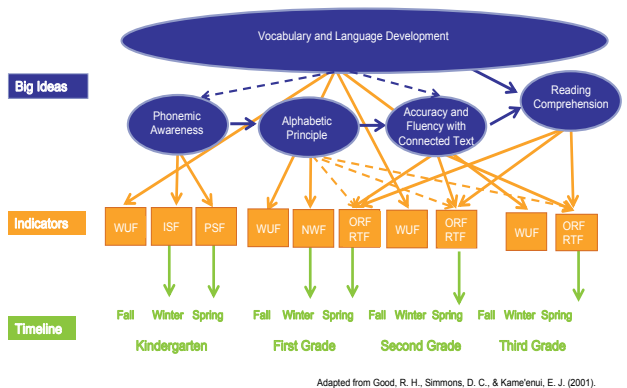 Vocabulary and Language Development
Big Ideas
Reading
Comprehension
Phonemic
Awareness
Alphabetic
Principle
Accuracy and
Fluency with
Connected Text
Indicators
WUF
ISF
PSF
WUF
NWF
ORF
RTF
WUF
ORF
RTF
WUF
ORF
RTF
Timeline
Fall Winter Spring Fall Winter Spring Fall Winter Spring Fall Winter Spring
Kindergarten First Grade Second Grade Third Grade
Adapted from Good, R. H., Simmons, D. C., & Kame'enui, E. J. (2001).